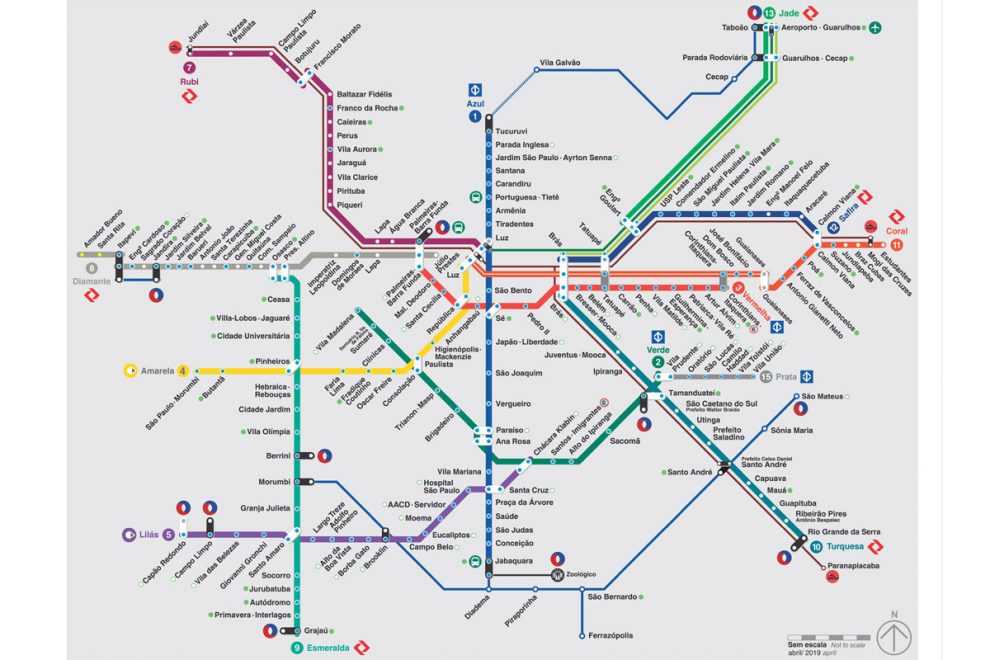 13 Jade
Taboão
Aeroporto - Guarulhos
Parada Rodoviária
Guarulhos - Cecap
Cecap
Vila Galvão
Jundiaí
Várzea
Paulista
Campo Limpo
Paulista
Botujuru
Francisco Morato
7
Rubi
Baltazar Fidélis
Franco da Rocha
Caieiras
Perus
Vila Aurora
Jaraguá
Vila Clarice
Pirituba
Piqueri
Lapa
Água Branca
Palmeiras-
Barra Funda
Azul
1
Tucuruvi
Parada Inglesa
Jardim São Paulo - Ayrton Senna
Santana
Carandiru
Portuguesa - Tietê
Armênia
Tiradentes
Luz
São Bento
Sé
Japão - Liberdade
São Joaquim
Vergueiro
Paraíso
Ana Rosa
Vila Mariana
Santa Cruz
Praça da Árvore
Saúde
São Judas
Conceição
Jabaquara
Zoológico
Engº
Goulart
USP Leste
Comendador Ermelino
São Miguel Paulista
Jardim Helena - Vila Mara
Itaim Paulista
Jardim Romano
Engº Manoel Feio
Itaquaquecetuba
Aracaré
Calmon Viana
Safira
12
Coral
11
Estudantes
Mogi das Cruzes
Braz Cubas
Jundiapeba
Suzano
Calmon Viana
Poá
Ferraz de Vasconcelos
Antonio Gianetti Neto
Guaianases
José Bonifácio
Dom Bosco
Corinthians-
Itaquera
Tatuapé
Brás
Amador Bueno
Santa Rita
Itapevi
Engº Cardoso
Sagrado Coração
Jandira
Jardim Silveira
Jardim Belval
Barueri
Antonio João
Santa Terezinha
Carapicuíba
Gen. Miguel Costa
Quitaúna
Com. Sampaio
Osasco
Pres. Altino
8
Diamante
Imperatriz
Leopoldina
Domingos
de Moraes
Lapa
Palmeiras-
Barra Funda
Júlio
Prestes
Mal. Deodoro
Santa Cecília
República
Anhangabaú
Pedro II
Brás
Bresser - Mooca
Belém
Tatuapé
Carrão
Penha
Vila Matilde
Guilhermina-
Esperança
Patriarca - Vila Ré
Artur Alvim
Corinthians-
Itaquera
3
Vermelha
Guaianases
Vila Madalena
Sumaré
Clínicas
Consolação
Trianon - Masp
Brigadeiro
Chácara Klabin
Santos - Imigrantes
Alto do Ipiranga
Sacomã
Verde
2
Vila
Prudente
Oratório
São Lucas
Camilo
Haddad
Vila Tolstói
Vila União
15 Prata
Tamanduateí
Juventus - Mooca
Ipiranga
São Caetano do Sul
Prefeito Walter Braido
Utinga
Prefeito
Saladino
Prefeito Celso Daniel
Santo André
Capuava
Mauá
Guapituba
Ribeirão Pires
Antônio Bespalec
Rio Grande da Serra
10 Turquesa
Paranapiacaba
São Mateus
Sônia Maria
Santo André
Amarela 4
São Paulo - Morumbi
Butantã
Faria
Lima
Fradique
Coutinho
Oscar Freire
Paulista
Higienópolis-
Mackenzie
Ceasa
Villa-Lobos - Jaguaré
Cidade Universitária
Pinheiros
Hebraica-
Rebouças
Cidade Jardim
Vila Olímpia
Berrini
Morumbi
Granja Julieta
Socorro
Jurubatuba
Autódromo
Primavera - Interlagos
Grajaú
9 Esmeralda
Lilás 5
Capão Redondo
Campo Limpo
Vila das Belezas
Giovanni Gronchi
Santo Amaro
Largo Treze
Adolfo
Pinheiro
Alto da
Boa Vista
Borba Gato
Brooklin
Campo Belo
Eucaliptos
Moema
AACD - Servidor
Hospital
São Paulo
Diadema
Piraporinha
São Bernardo
Ferrazópolis
N
Sem escala Not to scale
abril/ 2019 april